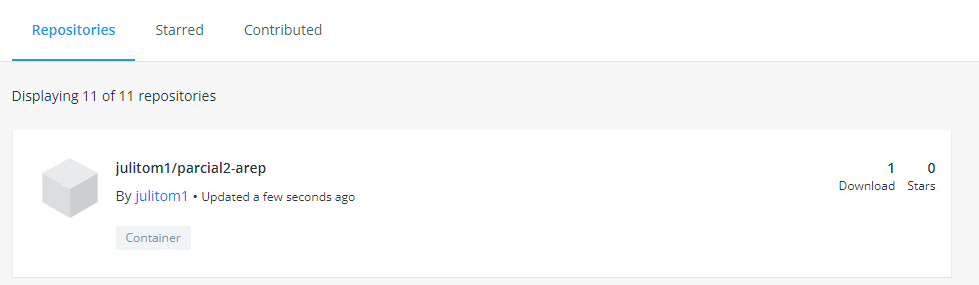 Repositories Starred Contributed
Displaying 11 of 11 repositories
julitom1/parcial2-arep
By julitom1 • Updated a few seconds ago
Container
1 0
Download Stars